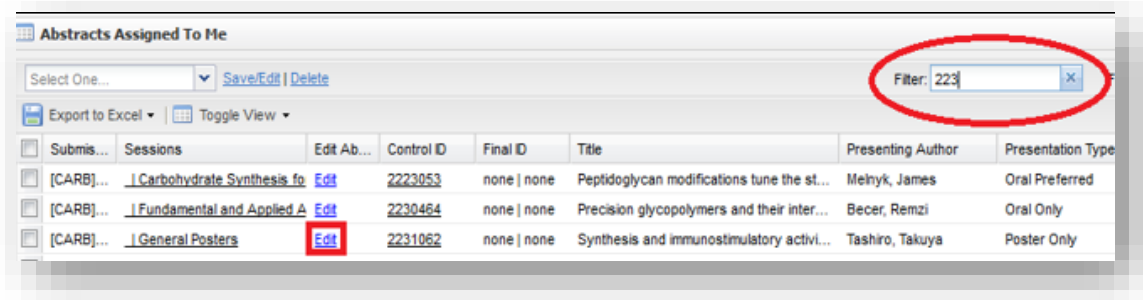 Abstracts Assigned To Me
Select One... Save/Edit | Delete Filter: 223 × F
Export to Excel Toggle View
Submis... Sessions Edit Ab... Control ID Final ID Title Presenting Author Presentation Type
[CARB]... | Carbohydrate Synthesis fo Edit 2223053 none | none Peptidoglycan modifications tune the st... Melnyk, James Oral Preferred
[CARB]... | Fundamental and Applied A Edit 2230464 none | none Precision glycopolymers and their inter... Becer, Remzi Oral Only
[CARB]... | General Posters Edit 2231062 none | none Synthesis and immunostimulatory activi... Tashiro, Takuya Poster Only